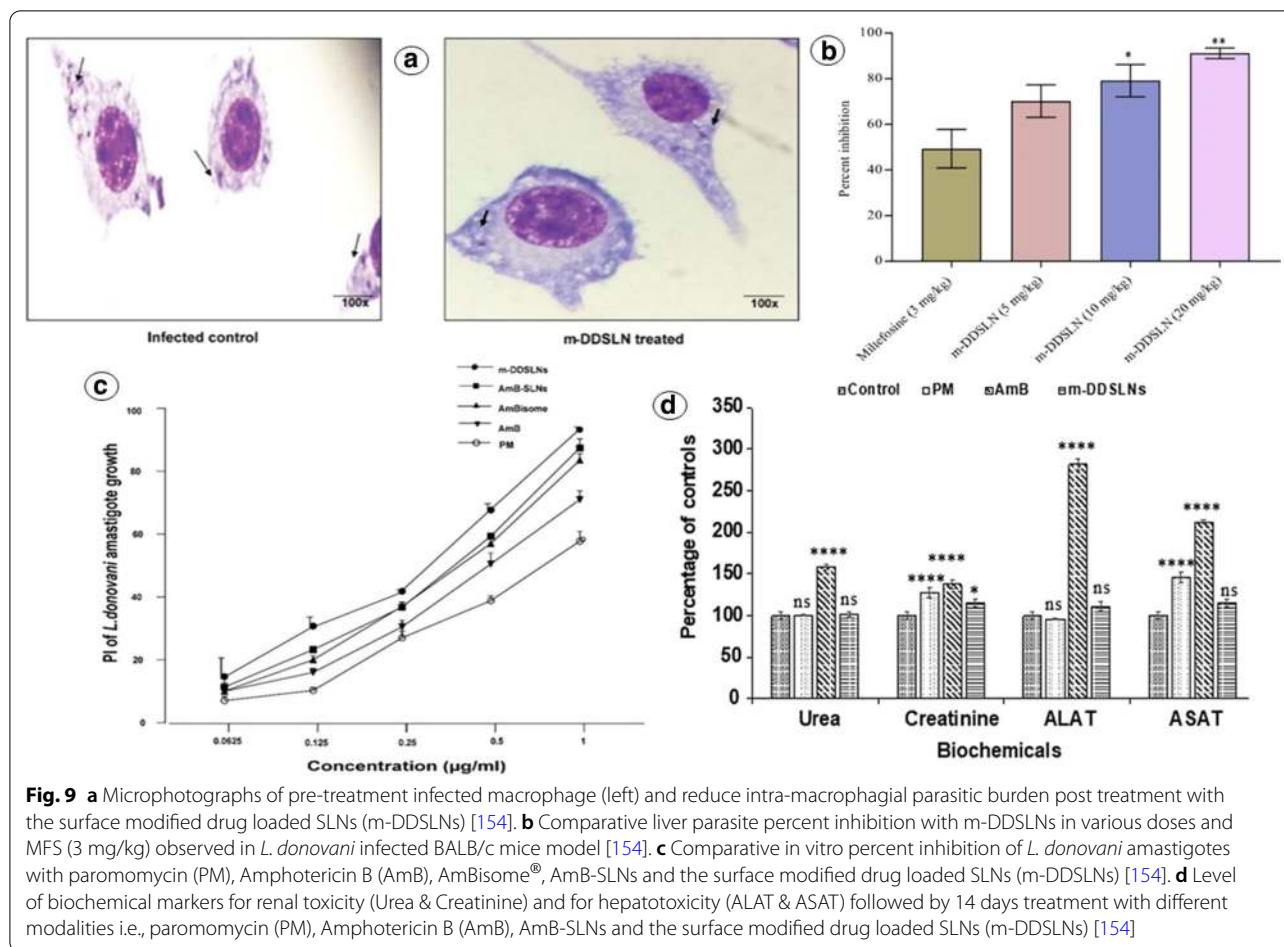 a
100x
100x
Infected control
m-DDSLN treated
b
Percent inhibition
100
80
60
40
20
0
*
**
Miltefosine (3 mg/kg)
m-DDSLN (5 mg/kg)
m-DDSLN (10 mg/kg)
m-DDSLN (20 mg/kg)
c
PI of L.donovani amastigote growth
100
80
60
40
20
0
m-DDSLNs
AmB-SLNs
AmBisome
AmB
PM
0.0625
0.125
0.25
0.5
1
Concentration (µg/ml)
d
Control PM AmB m-DDSLNs
Percentage of controls
350
300
250
200
150
100
50
0
ns
****
ns
****
****
*
ns
****
ns
****
****
ns
Urea
Creatinine
ALAT
ASAT
Biochemicals
Fig. 9 a Microphotographs of pre-treatment infected macrophage (left) and reduce intra-macrophagial parasitic burden post treatment with
the surface modified drug loaded SLNs (m-DDSLNs) [154]. b Comparative liver parasite percent inhibition with m-DDSLNs in various doses and
MFS (3 mg/kg) observed in L. donovani infected BALB/c mice model [154]. c Comparative in vitro percent inhibition of L. donovani amastigotes
with paromomycin (PM), Amphotericin B (AmB), AmBisome®, AmB-SLNs and the surface modified drug loaded SLNs (m-DDSLNs) [154]. d Level
of biochemical markers for renal toxicity (Urea & Creatinine) and for hepatotoxicity (ALAT & ASAT) followed by 14 days treatment with different
modalities i.e., paromomycin (PM), Amphotericin B (AmB), AmB-SLNs and the surface modified drug loaded SLNs (m-DDSLNs) [154]